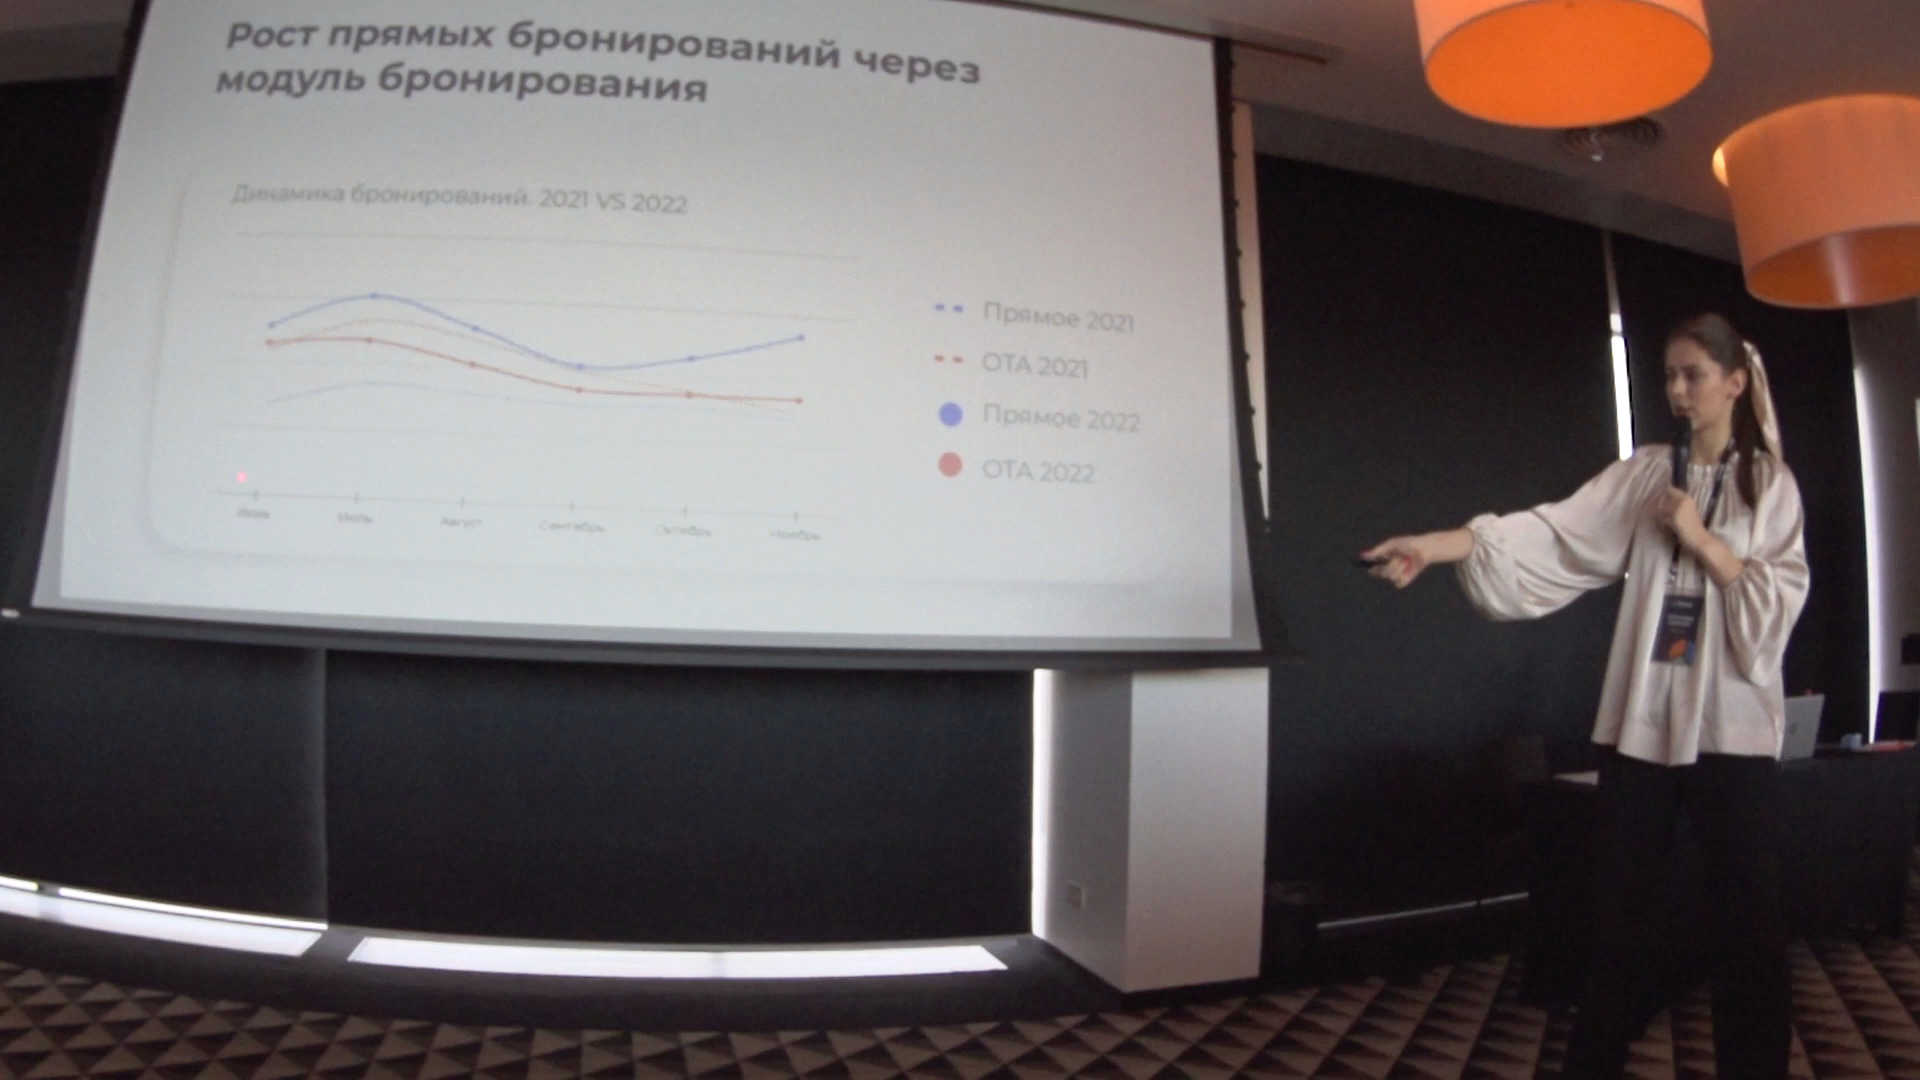 Рост прямых бронирований через
модуль бронирования
Динамика бронирований. 2021 VS 2022
Прямое 2021
OTA 2021
Прямое 2022
OTA 2022
Июнь Июль Август Сентябрь Октябрь Ноябрь